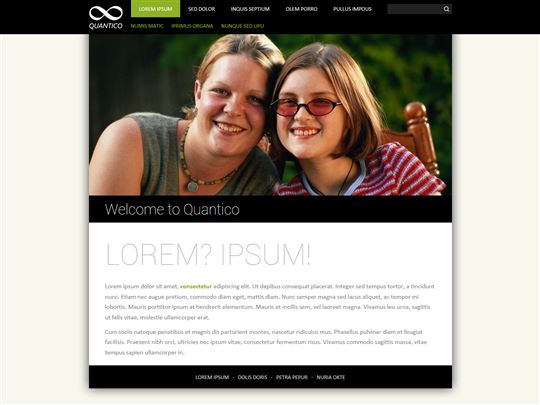 LOREM IPSUM SED DOLOR INQUIS SEPTIUM OLEM PORRO PULLUS IMPOUS
QUANTICO
NUMIS MATIC IPRIMUS ORGANA NUNQUE SED UPU
Welcome to Quantico
LOREM? IPSUM!
Lorem ipsum dolor sit amet, consectetur adipiscing elit. Ut dapibus consequat placerat. Integer sed tempus tortor, a tincidunt
nunc. Etiam nec augue pretium, commodo diam eget, mattis diam. Nunc semper magna sed lacus aliquet, ac tempor mi
lobortis. Mauris porttitor ipsum at hendrerit elementum. Mauris et mollis sem, vel laoreet magna. Vivamus leo urna, sagittis
ut felis vitae, molestie ullamcorper erat.
Cum sociis natoque penatibus et magnis dis parturient montes, nascetur ridiculus mus. Phasellus pulvinar diam et feugiat
facilisis. Praesent nibh orci, ultricies nec ipsum vitae, consectetur fermentum risus. Vivamus commodo sagittis massa, vitae
tempus sapien ullamcorper in.
LOREM IPSUM - DOLIS DORIS - PETRA PEPUR - NURIA OKTE